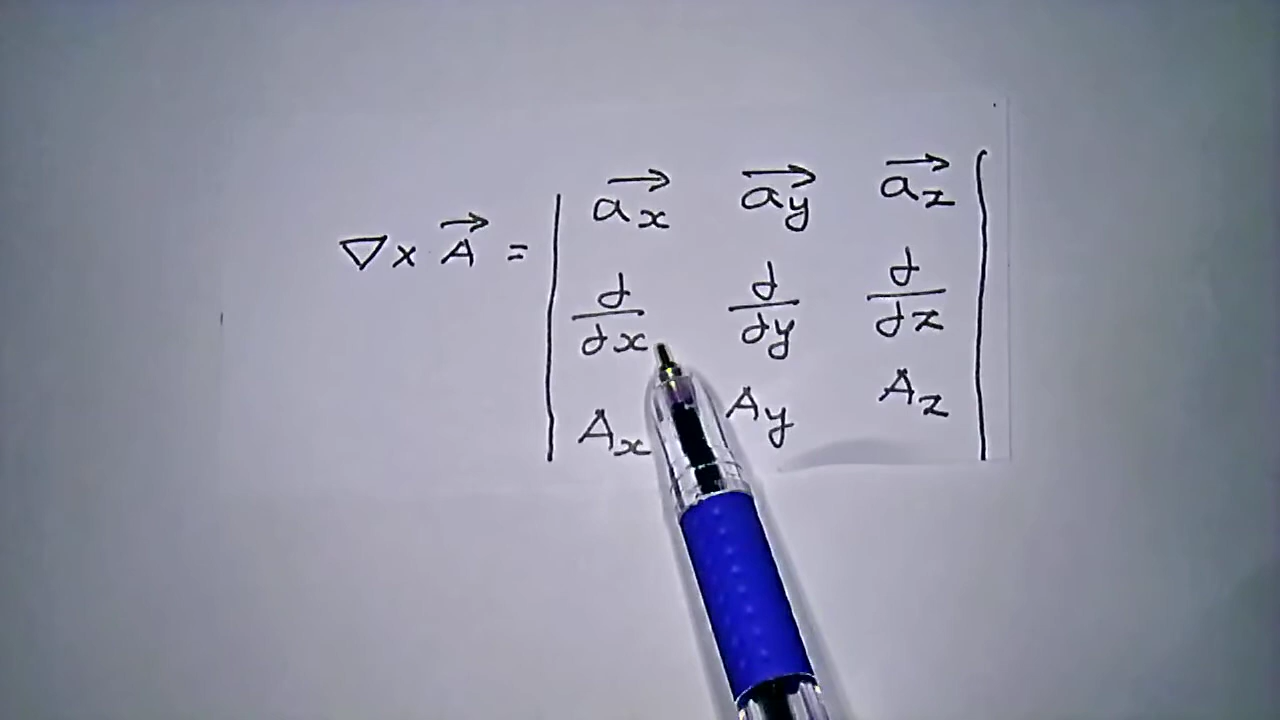 ∇ × A⃗ = | a⃗x a⃗y a⃗z |
| ∂/∂x ∂/∂y ∂/∂z |
| Ax Ay Az |